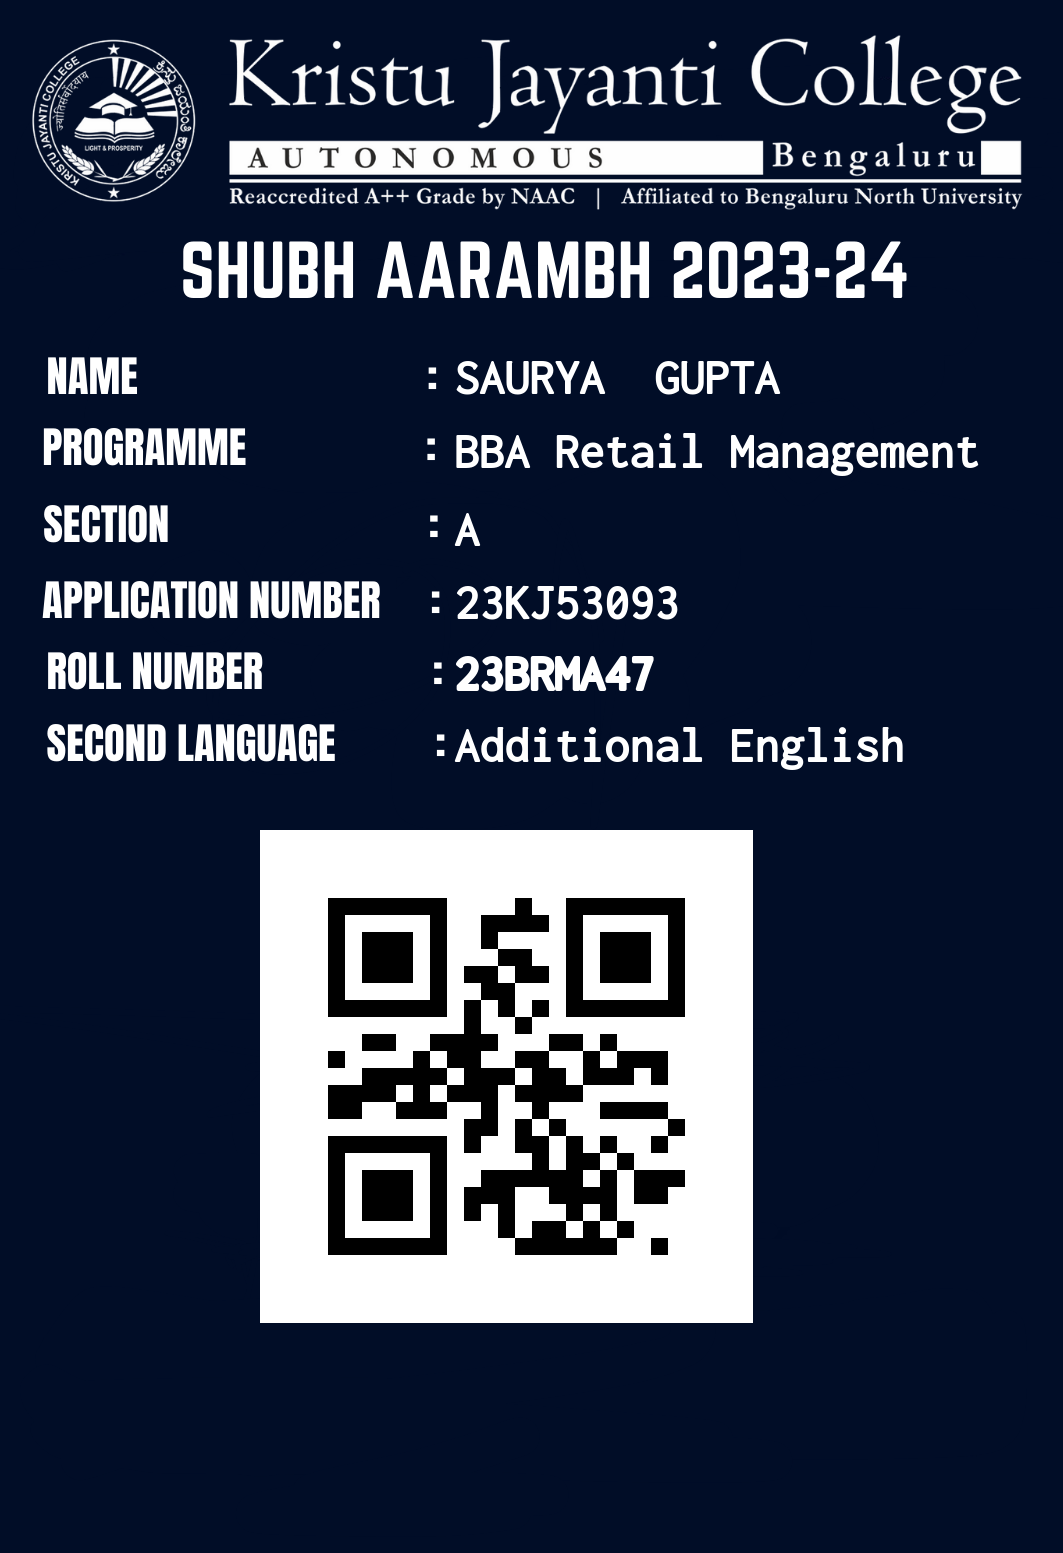 Kristu Jayanti College
AUTONOMOUS Bengaluru
Reaccredited A++ Grade by NAAC | Affiliated to Bengaluru North University
KRISTU JAYANTI COLLEGE
ಕ್ರಿಸ್ತು ಜಯಂತಿ ಕಾಲೇಜು
LIGHT & PROSPERITY
SHUBH AARAMBH 2023-24
NAME : SAURYA GUPTA
PROGRAMME : BBA Retail Management
SECTION : A
APPLICATION NUMBER : 23KJ53093
ROLL NUMBER : 23BRMA47
SECOND LANGUAGE : Additional English